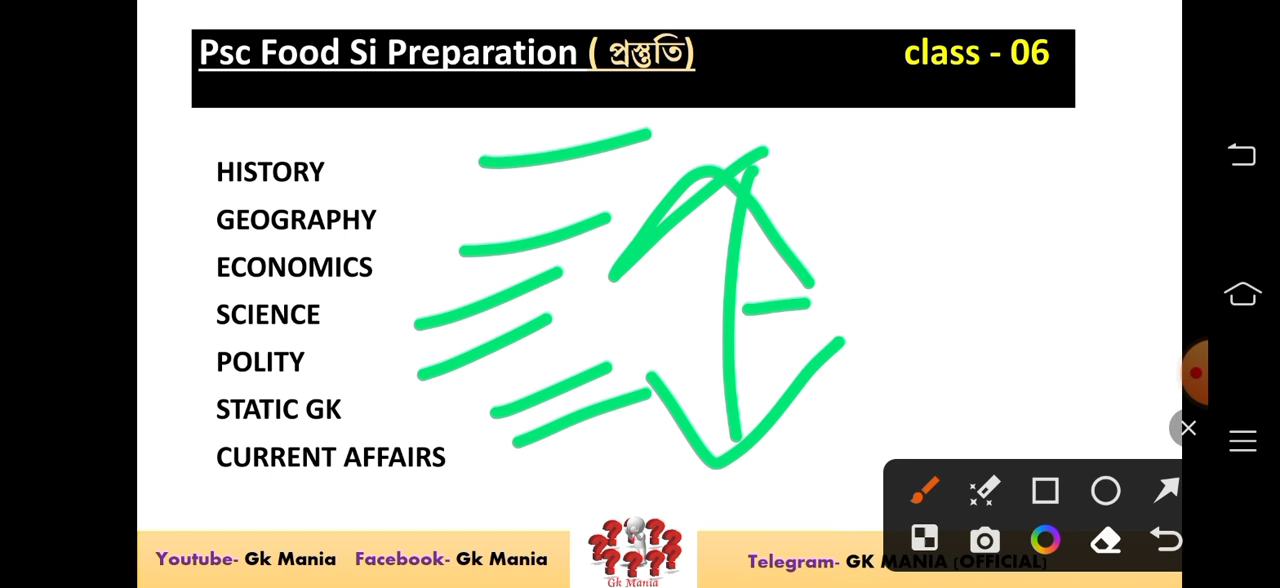 Psc Food Si Preparation ( প্রস্তুতি) class - 06
HISTORY
GEOGRAPHY
ECONOMICS
SCIENCE
POLITY
STATIC GK
CURRENT AFFAIRS
Youtube- Gk Mania Facebook- Gk Mania
Gk Mania
Telegram- GK MANIA (OFFICIAL)